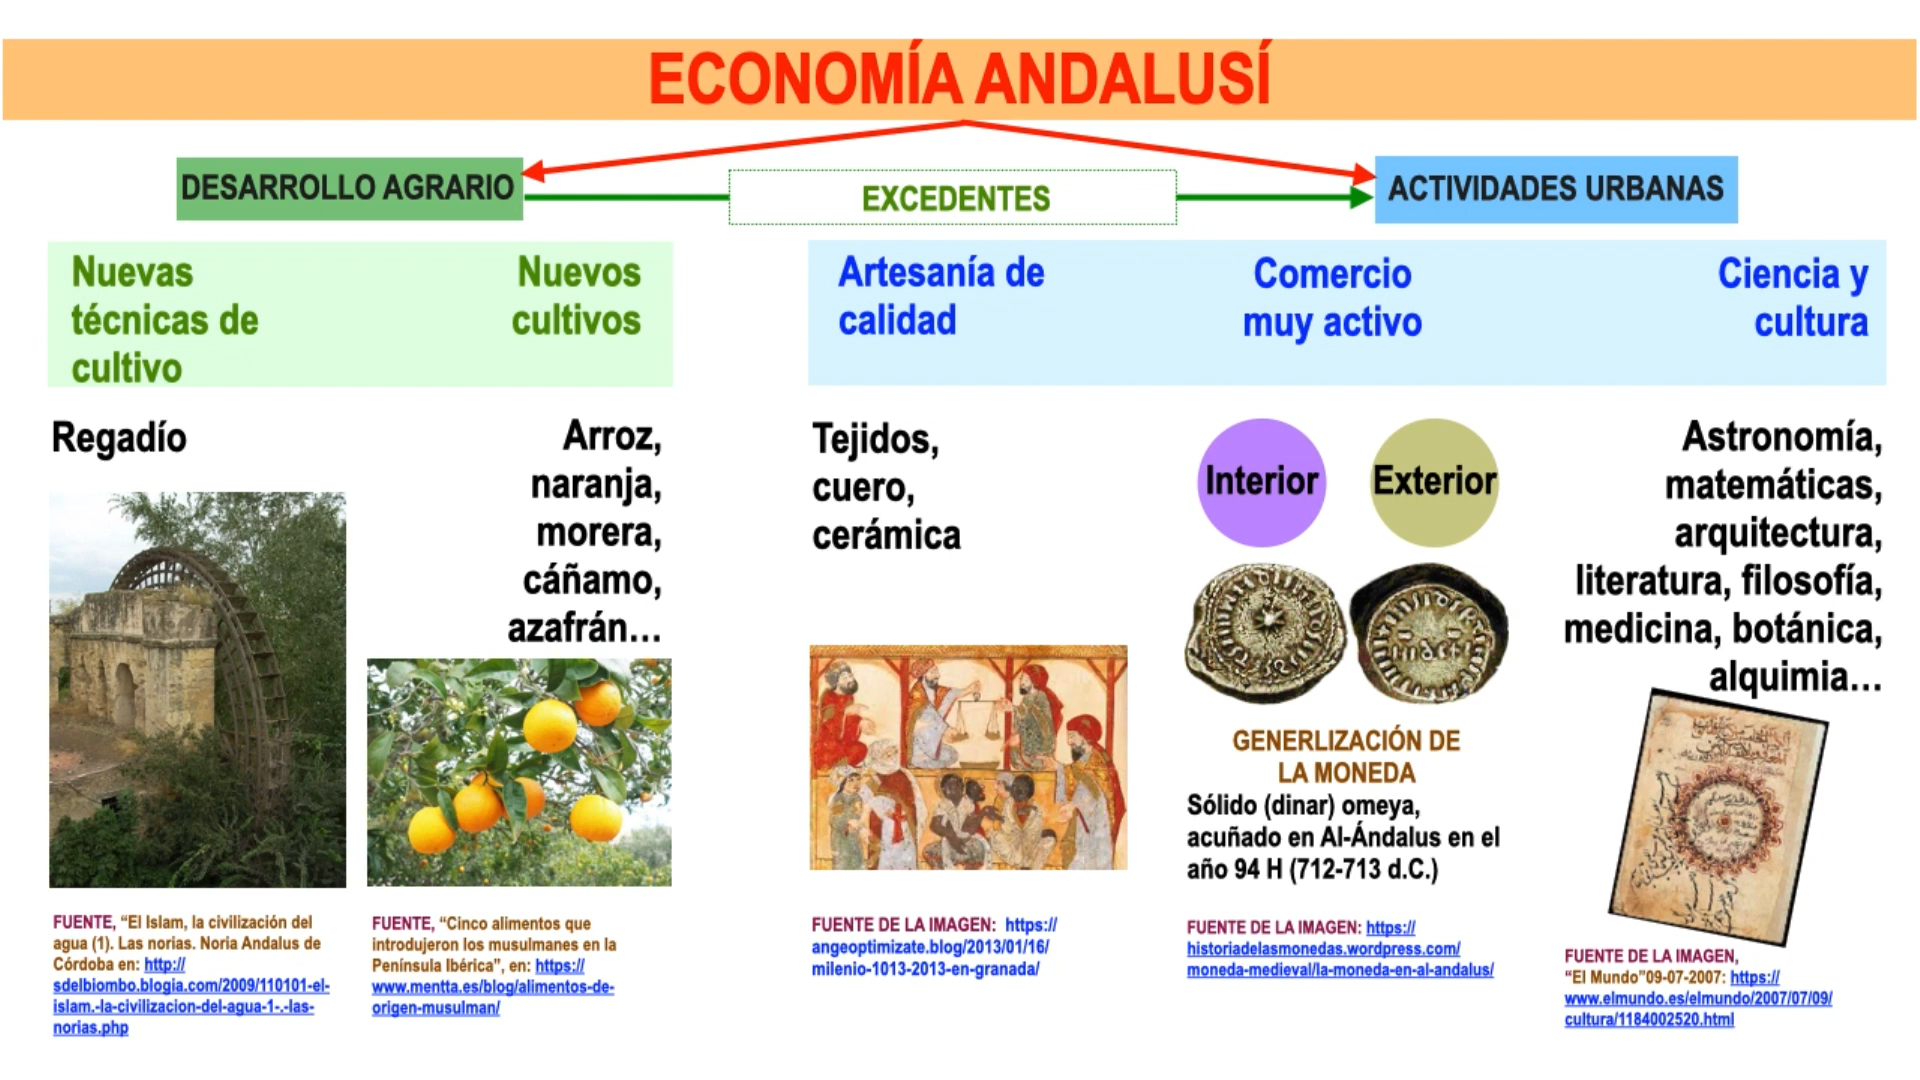 ECONOMÍA ANDALUSÍ
DESARROLLO AGRARIO
EXCEDENTES
ACTIVIDADES URBANAS
Nuevas
técnicas de
cultivo
Nuevos
cultivos
Artesanía de
calidad
Comercio
muy activo
Ciencia y
cultura
Regadío
Arroz,
naranja,
morera,
cáñamo,
azafrán…
Tejidos,
cuero,
cerámica
Interior
Exterior
Astronomía,
matemáticas,
arquitectura,
literatura, filosofía,
medicina, botánica,
alquimia…
GENERLIZACIÓN DE
LA MONEDA
Sólido (dinar) omeya,
acuñado en Al-Ándalus en el
año 94 H (712-713 d.C.)
FUENTE, “El Islam, la civilización del
agua (1). Las norias. Noria Andalus de
Córdoba en: http://
sdelbiombo.blogia.com/2009/110101-el-
islam.-la-civilizacion-del-agua-1-.-las-
norias.php
FUENTE, “Cinco alimentos que
introdujeron los musulmanes en la
Península Ibérica”, en: https://
www.mentta.es/blog/alimentos-de-
origen-musulman/
FUENTE DE LA IMAGEN: https://
angeoptimizate.blog/2013/01/16/
milenio-1013-2013-en-granada/
FUENTE DE LA IMAGEN: https://
historiadelasmonedas.wordpress.com/
moneda-medieval/la-moneda-en-al-andalus/
FUENTE DE LA IMAGEN,
“El Mundo”09-07-2007: https://
www.elmundo.es/elmundo/2007/07/09/
cultura/1184002520.html